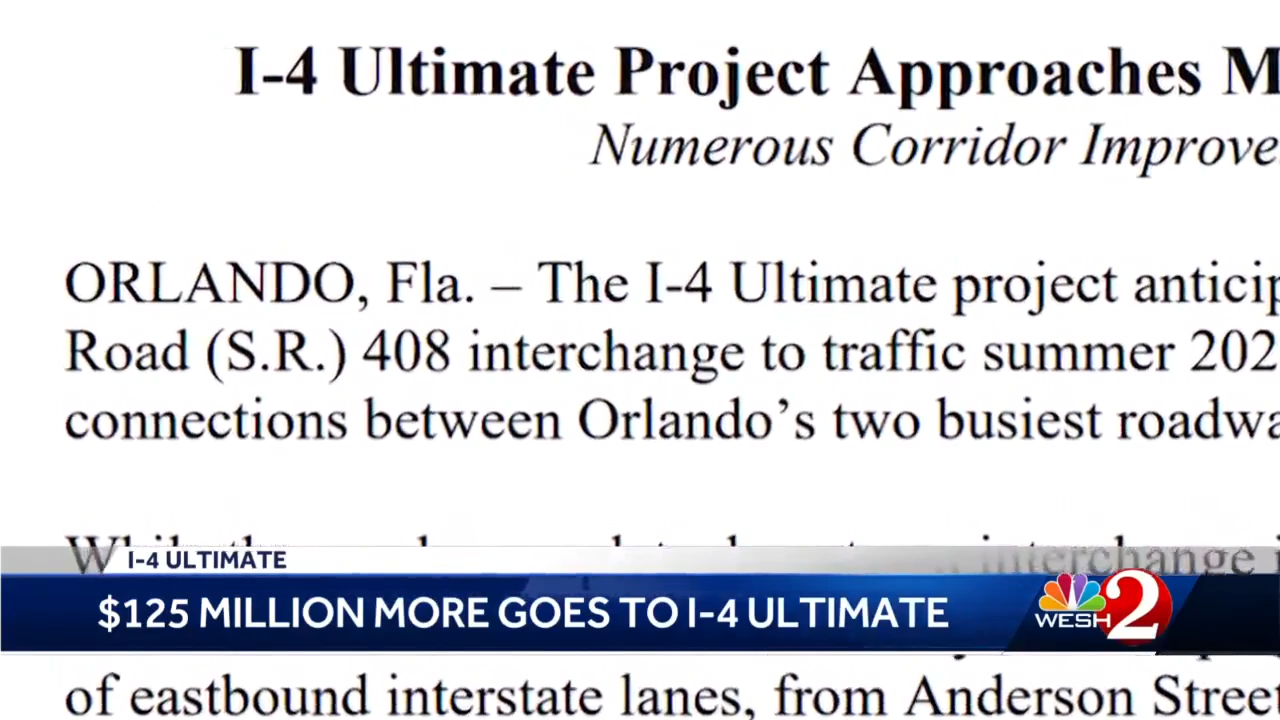 I-4 Ultimate Project Approaches M
Numerous Corridor Improve
ORLANDO, Fla. – The I-4 Ultimate project anticip
Road (S.R.) 408 interchange to traffic summer 202
connections between Orlando's two busiest roadwa
interchange
I-4 ULTIMATE
$125 MILLION MORE GOES TO I-4 ULTIMATE
WESH 2
of eastbound interstate lanes, from Anderson Street